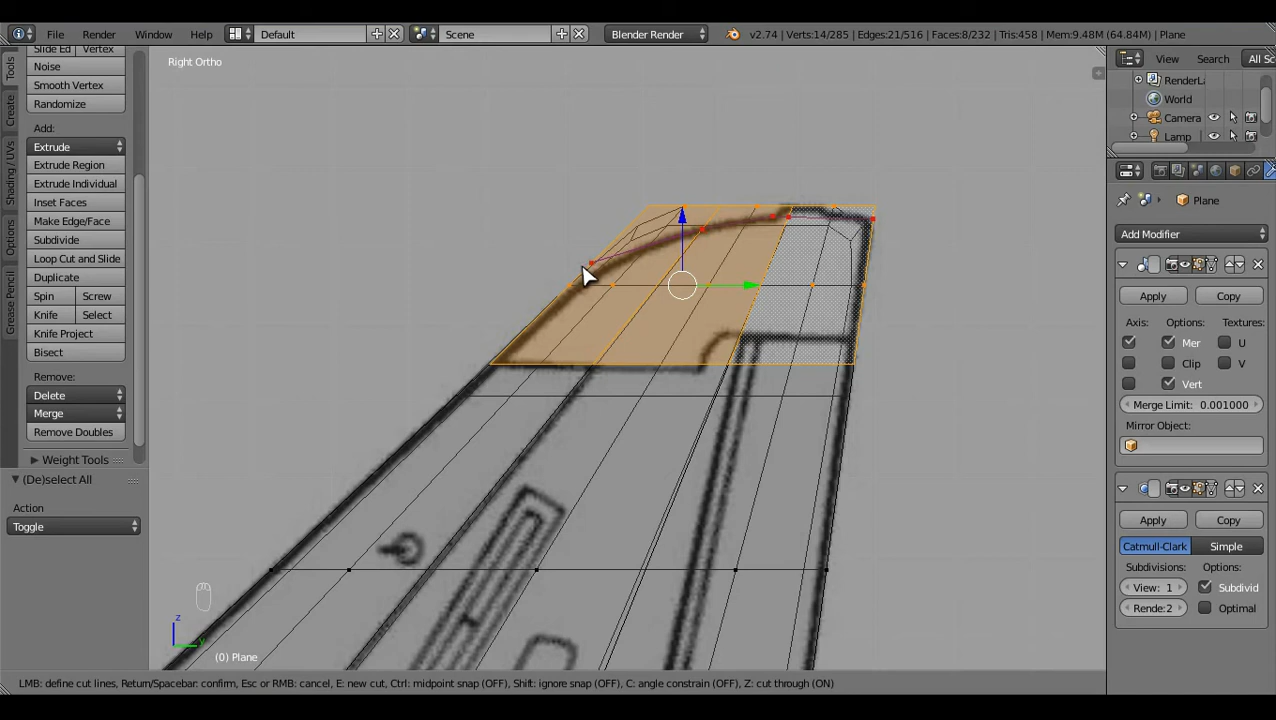 File Render Window Help Default Scene Blender Render v2.74 | Verts:14/285 | Edges:21/516 | Faces:8/232 | Tris:458 | Mem:9.48M (64.84M) | Plane
Slide Ed Vertex
Noise
Smooth Vertex
Randomize
Add:
Extrude
Extrude Region
Extrude Individual
Inset Faces
Make Edge/Face
Subdivide
Loop Cut and Slide
Duplicate
Spin Screw
Knife Select
Knife Project
Bisect
Remove:
Delete
Merge
Remove Doubles
Weight Tools
(De)select All
Action
Toggle
Tools
Create
Shading / UVs
Options
Grease Pencil
Right Ortho
z
y
(0) Plane
LMB: define cut lines, Return/Spacebar: confirm, Esc or RMB: cancel, E: new cut, Ctrl: midpoint snap (OFF), Shift: ignore snap (OFF), C: angle constrain (OFF), Z: cut through (ON)
View Search All Sc
RenderL
World
Camera
Lamp
Plane
Add Modifier
Apply Copy
Axis: Options: Textures:
Mer U
Clip V
Vert
Merge Limit: 0.001000
Mirror Object:
Apply Copy
Catmull-Clark Simple
Subdivisions: Options:
View: 1 Subdivid
Rende:2 Optimal